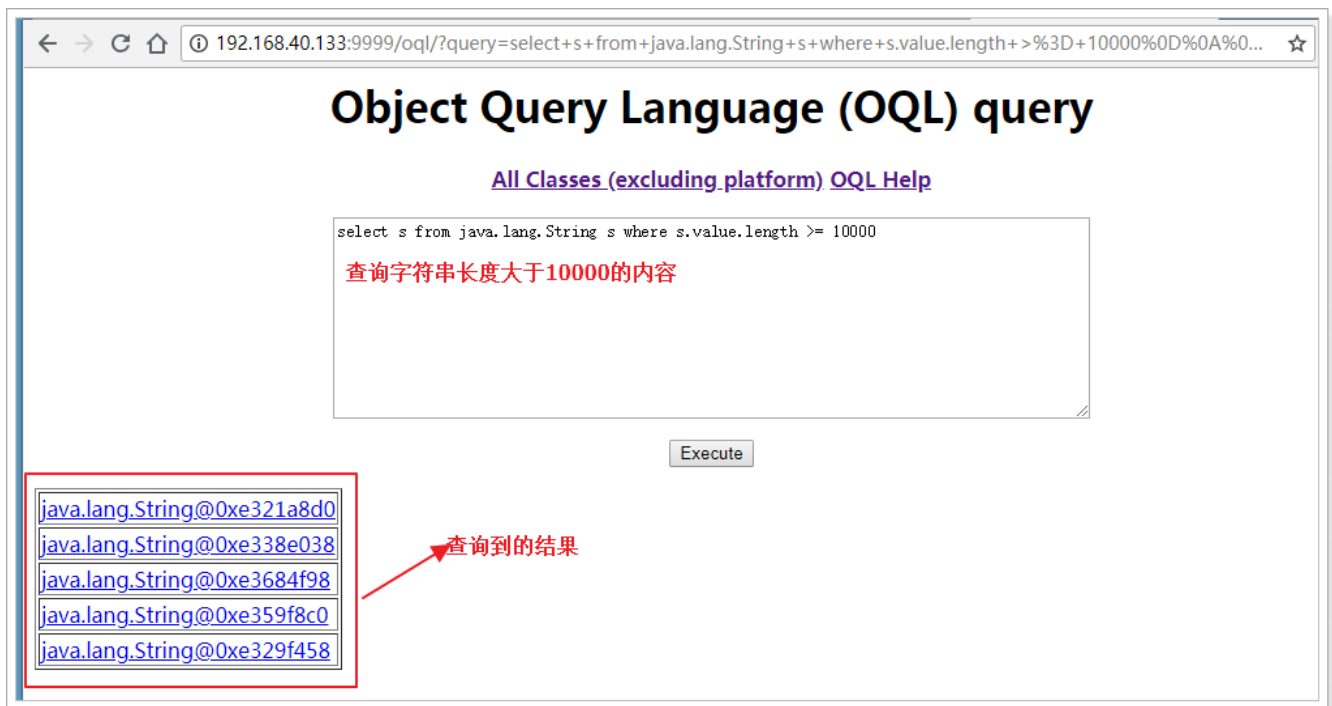 192.168.40.133:9999/oql/?query=select+s+from+java.lang.String+s+where+s.value.length+>%3D+10000%0D%0A%0...
Object Query Language (OQL) query
All Classes (excluding platform) OQL Help
select s from java.lang.String s where s.value.length >= 10000
查询字符串长度大于10000的内容
Execute
java.lang.String@0xe321a8d0
java.lang.String@0xe338e038
查询到的结果
java.lang.String@0xe3684f98
java.lang.String@0xe359f8c0
java.lang.String@0xe329f458